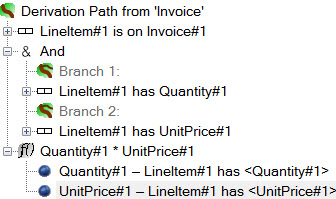 Derivation Path from 'Invoice'
LineItem#1 is on Invoice#1
& And
Branch 1:
LineItem#1 has Quantity#1
Branch 2:
LineItem#1 has UnitPrice#1
f() Quantity#1 * UnitPrice#1
Quantity#1 – LineItem#1 has <Quantity#1>
UnitPrice#1 – LineItem#1 has <UnitPrice#1>